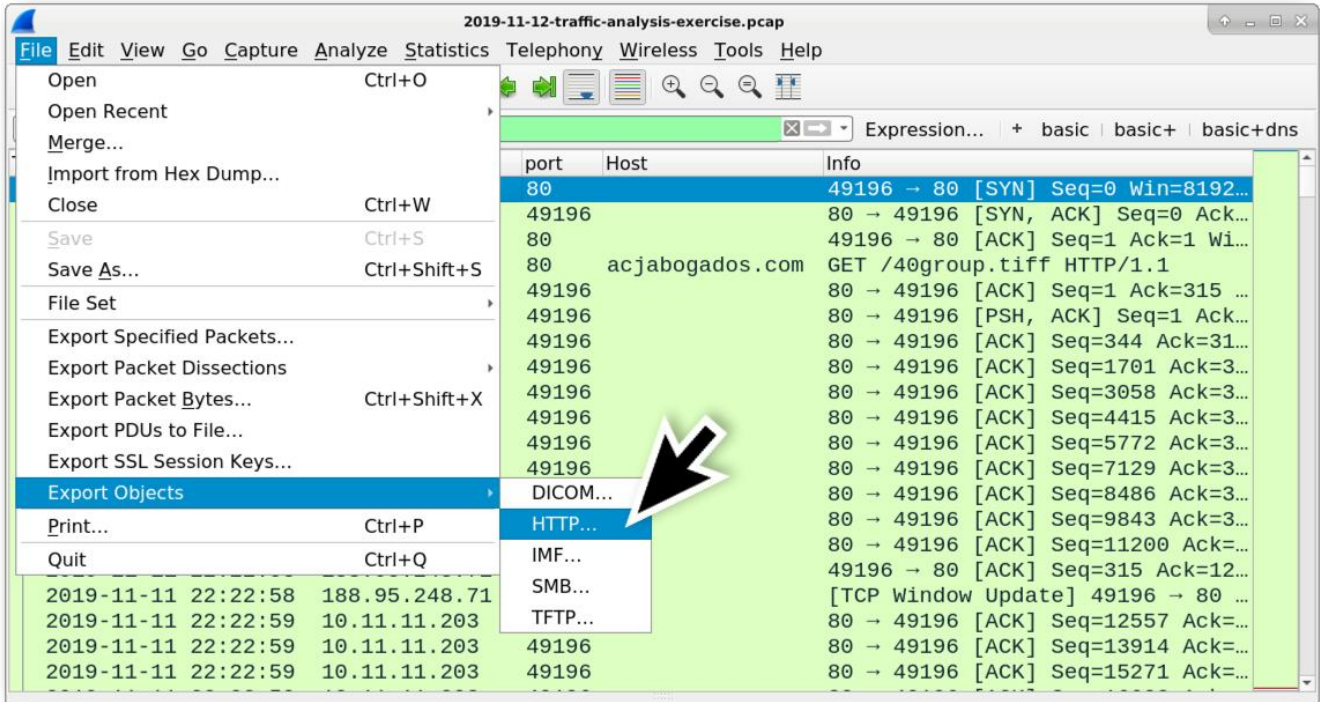 2019-11-12-traffic-analysis-exercise.pcap
File Edit View Go Capture Analyze Statistics Telephony Wireless Tools Help
Open Ctrl+O
Open Recent
Merge...
Import from Hex Dump...
Close Ctrl+W
Save Ctrl+S
Save As... Ctrl+Shift+S
File Set
Export Specified Packets...
Export Packet Dissections
Export Packet Bytes... Ctrl+Shift+X
Export PDUs to File...
Export SSL Session Keys...
Export Objects
Print... Ctrl+P
Quit Ctrl+Q
DICOM...
HTTP...
IMF...
SMB...
TFTP...
Expression... + basic basic+ basic+dns
port Host Info
80 49196 → 80 [SYN] Seq=0 Win=8192…
49196 80 → 49196 [SYN, ACK] Seq=0 Ack…
80 49196 → 80 [ACK] Seq=1 Ack=1 Wi…
80 acjabogados.com GET /40group.tiff HTTP/1.1
49196 80 → 49196 [ACK] Seq=1 Ack=315 …
49196 80 → 49196 [PSH, ACK] Seq=1 Ack…
49196 80 → 49196 [ACK] Seq=344 Ack=31…
49196 80 → 49196 [ACK] Seq=1701 Ack=3…
49196 80 → 49196 [ACK] Seq=3058 Ack=3…
49196 80 → 49196 [ACK] Seq=4415 Ack=3…
49196 80 → 49196 [ACK] Seq=5772 Ack=3…
49196 80 → 49196 [ACK] Seq=7129 Ack=3…
80 → 49196 [ACK] Seq=8486 Ack=3…
80 → 49196 [ACK] Seq=9843 Ack=3…
80 → 49196 [ACK] Seq=11200 Ack=…
49196 → 80 [ACK] Seq=315 Ack=12…
2019-11-11 22:22:58 188.95.248.71 [TCP Window Update] 49196 → 80 …
2019-11-11 22:22:59 10.11.11.203 80 → 49196 [ACK] Seq=12557 Ack=…
2019-11-11 22:22:59 10.11.11.203 49196 80 → 49196 [ACK] Seq=13914 Ack=…
2019-11-11 22:22:59 10.11.11.203 49196 80 → 49196 [ACK] Seq=15271 Ack=…